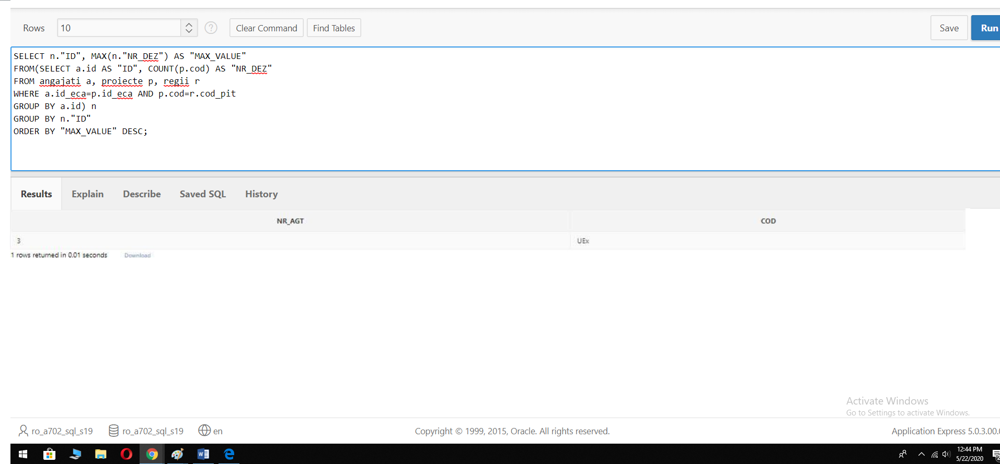 Rows 10 ? Clear Command Find Tables Save Run
SELECT n."ID", MAX(n."NR_DEZ") AS "MAX_VALUE"
FROM(SELECT a.id AS "ID", COUNT(p.cod) AS "NR_DEZ"
FROM angajati a, proiecte p, regii r
WHERE a.id_eca=p.id_eca AND p.cod=r.cod_pit
GROUP BY a.id) n
GROUP BY n."ID"
ORDER BY "MAX_VALUE" DESC;
Results Explain Describe Saved SQL History
NR_AGT COD
3 UEx
1 rows returned in 0.01 seconds Download
Activate Windows
Go to Settings to activate Windows.
ro_a702_sql_s19 ro_a702_sql_s19 en Copyright © 1999, 2015, Oracle. All rights reserved. Application Express 5.0.3.00.
12:44 PM
5/22/2020